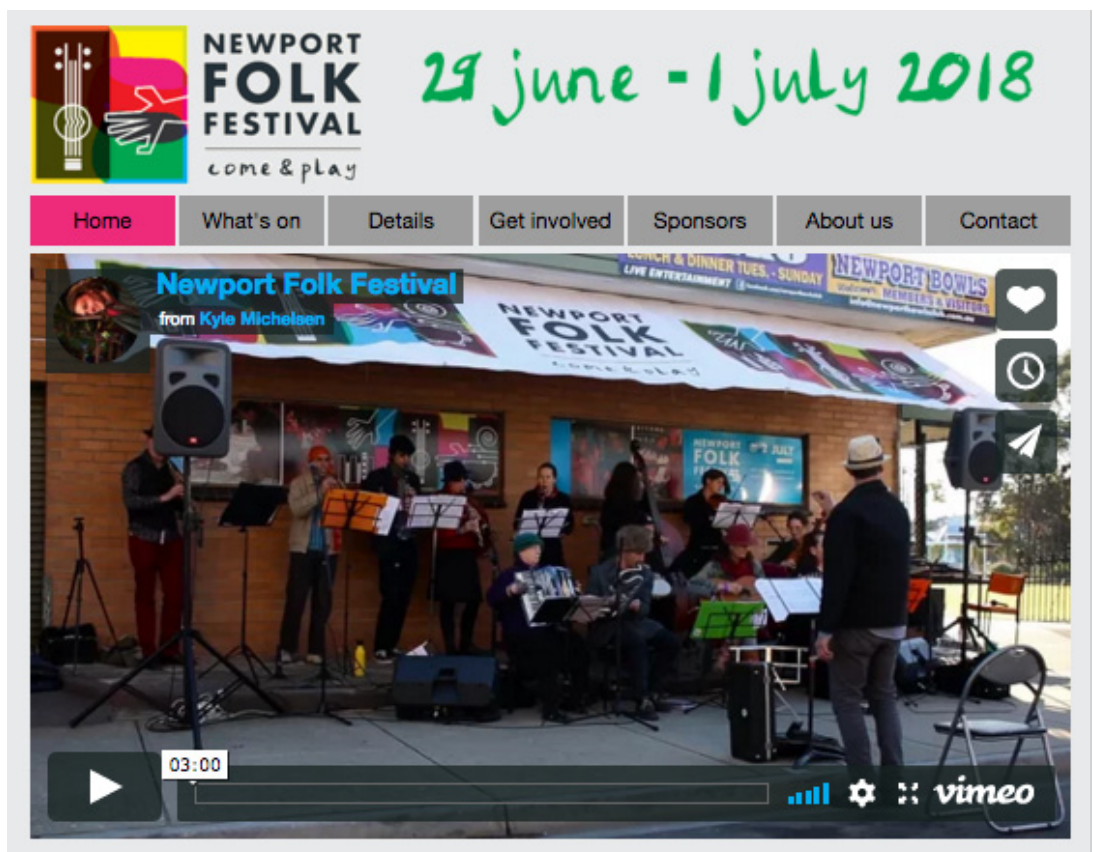 NEWPORT
FOLK
FESTIVAL
come & play
29 june - 1 july 2018
Home
What's on
Details
Get involved
Sponsors
About us
Contact
Newport Folk Festival
from Kyle Michelsen
LUNCH & DINNER TUES. - SUNDAY
LIVE ENTERTAINMENT
NEWPORT BOWLS
MEMBERS & VISITORS
NEWPORT
FOLK
FESTIVAL
come & play
NEWPORT
FOLK
FESTIVAL
JULY
03:00
vimeo